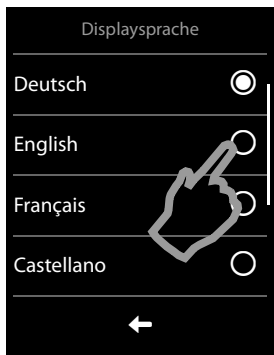 Displaysprache
Deutsch
English
Français
Castellano